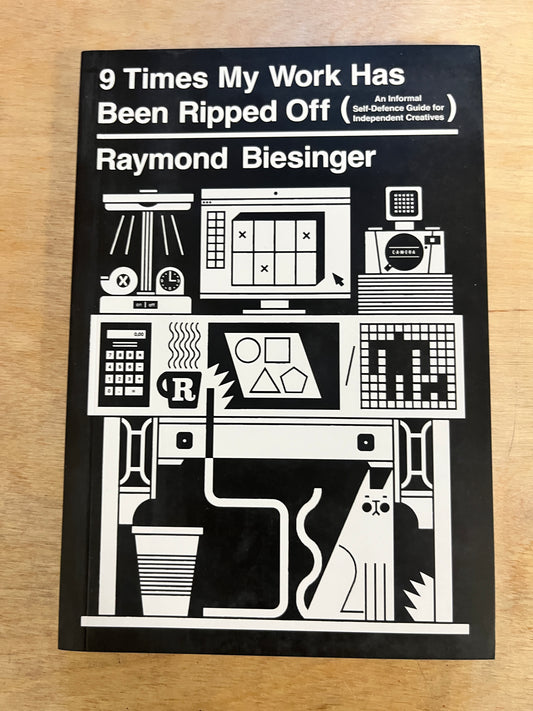 9 Times My Work Has
Been Ripped Off (An Informal
Self-Defence Guide for
Independent Creatives)
Raymond Biesinger
CAMERA
on | off
0.00
R